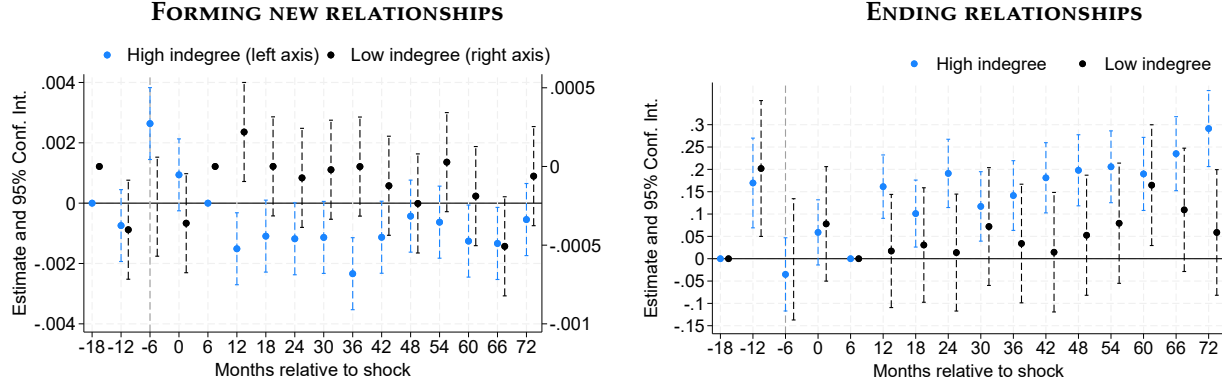 FORMING NEW RELATIONSHIPS
High indegree (left axis) Low indegree (right axis)
Estimate and 95% Conf. Int.
.004
.002
0
-.002
-.004
.0005
0
-.0005
-.001
-18 -12 -6 0 6 12 18 24 30 36 42 48 54 60 66 72
Months relative to shock
ENDING RELATIONSHIPS
High indegree Low indegree
Estimate and 95% Conf. Int.
.3
.25
.2
.15
.1
.05
0
-.05
-.1
-.15
-18 -12 -6 0 6 12 18 24 30 36 42 48 54 60 66 72
Months relative to shock